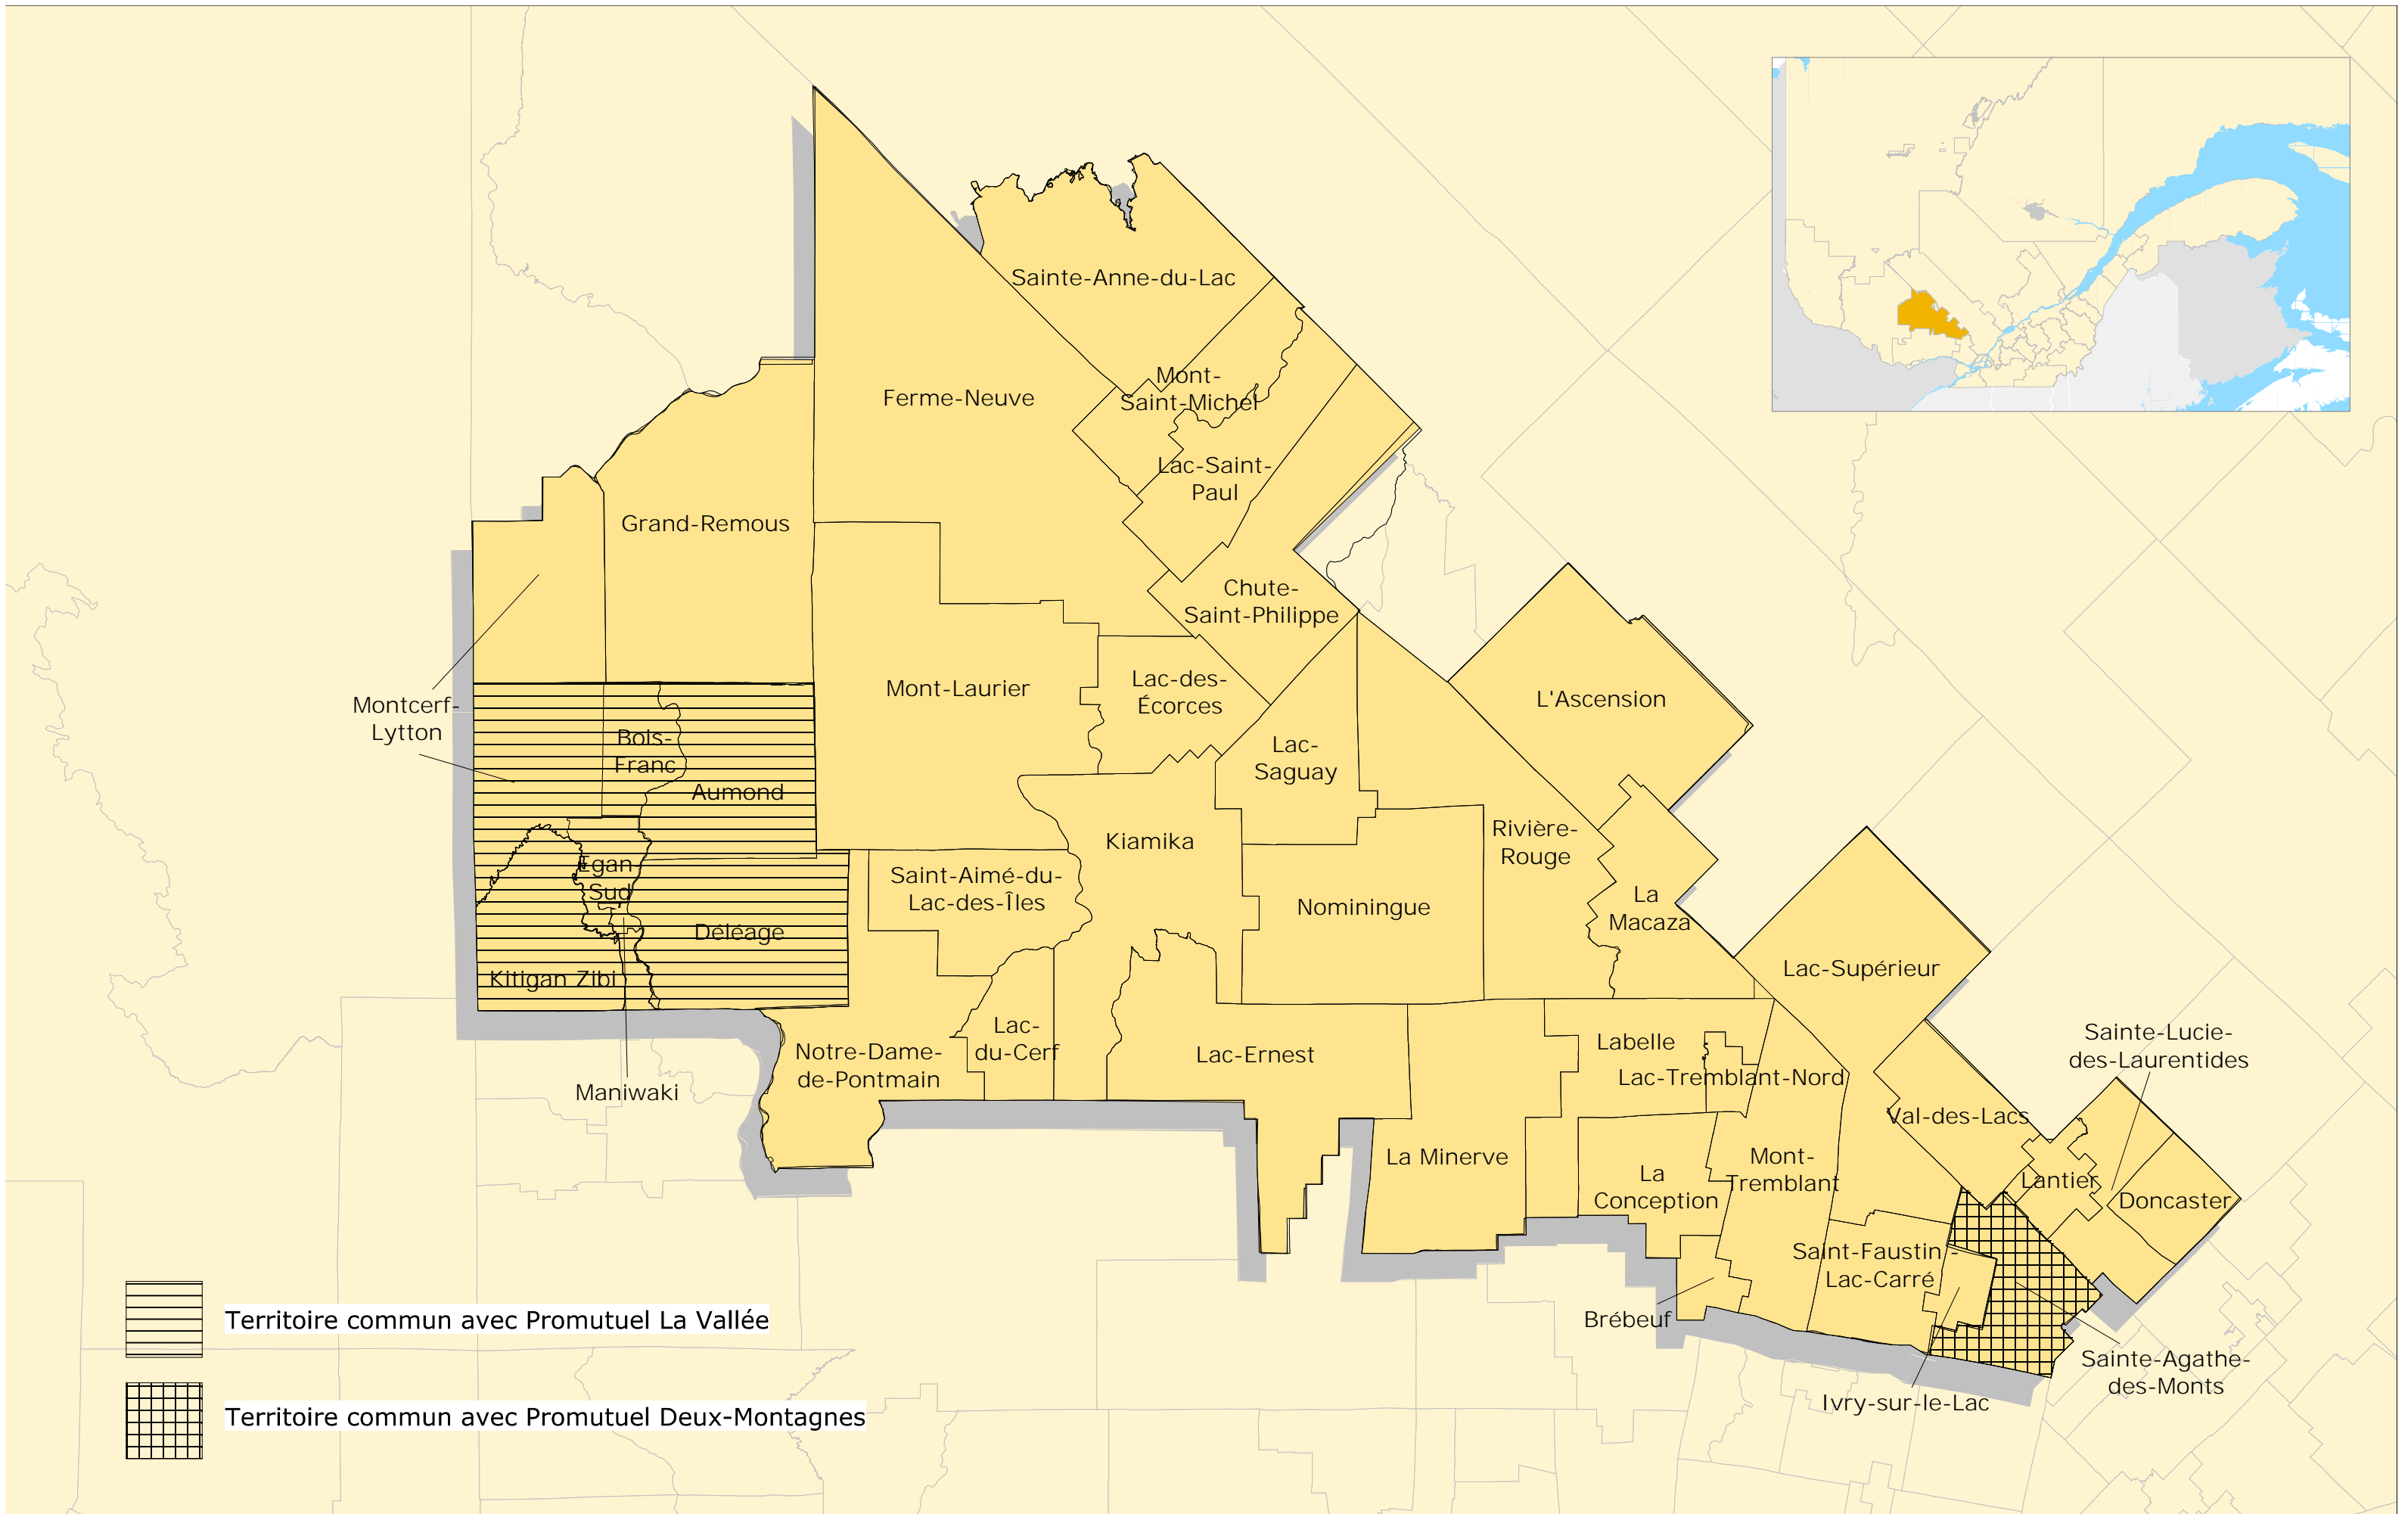 Sainte-Anne-du-Lac
Mont-
Saint-Michel
Ferme-Neuve
Lac-Saint-
Paul
Grand-Remous
Chute-
Saint-Philippe
Montcerf-
Lytton
Mont-Laurier
Lac-des-
Écorces
L'Ascension
Bois-
Franc
Aumond
Lac-
Saguay
Kiamika
Rivière-
Rouge
Egan-
Sud
Saint-Aimé-du-
Lac-des-Îles
Nominingue
La
Macaza
Déléage
Kitigan Zibi
Lac-Supérieur
Maniwaki
Notre-Dame-
de-Pontmain
Lac-
du-Cerf
Lac-Ernest
Labelle
Lac-Tremblant-Nord
Sainte-Lucie-
des-Laurentides
Val-des-Lacs
La Minerve
La
Conception
Mont-
Tremblant
Lantier
Doncaster
Saint-Faustin -
Lac-Carré
Brébeuf
Ivry-sur-le-Lac
Sainte-Agathe-
des-Monts
Territoire commun avec Promutuel La Vallée
Territoire commun avec Promutuel Deux-Montagnes